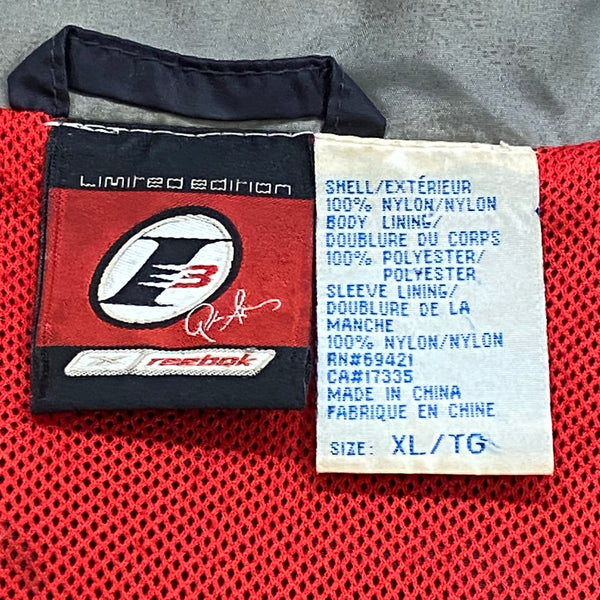 Limited edition
I3
Reebok
SHELL/EXTÉRIEUR
100% NYLON/NYLON
BODY LINING/
DOUBLURE DU CORPS
100% POLYESTER/
POLYESTER
SLEEVE LINING/
DOUBLURE DE LA
MANCHE
100% NYLON/NYLON
RN#69421
CA#17335
MADE IN CHINA
FABRIQUE EN CHINE
SIZE: XL/TG